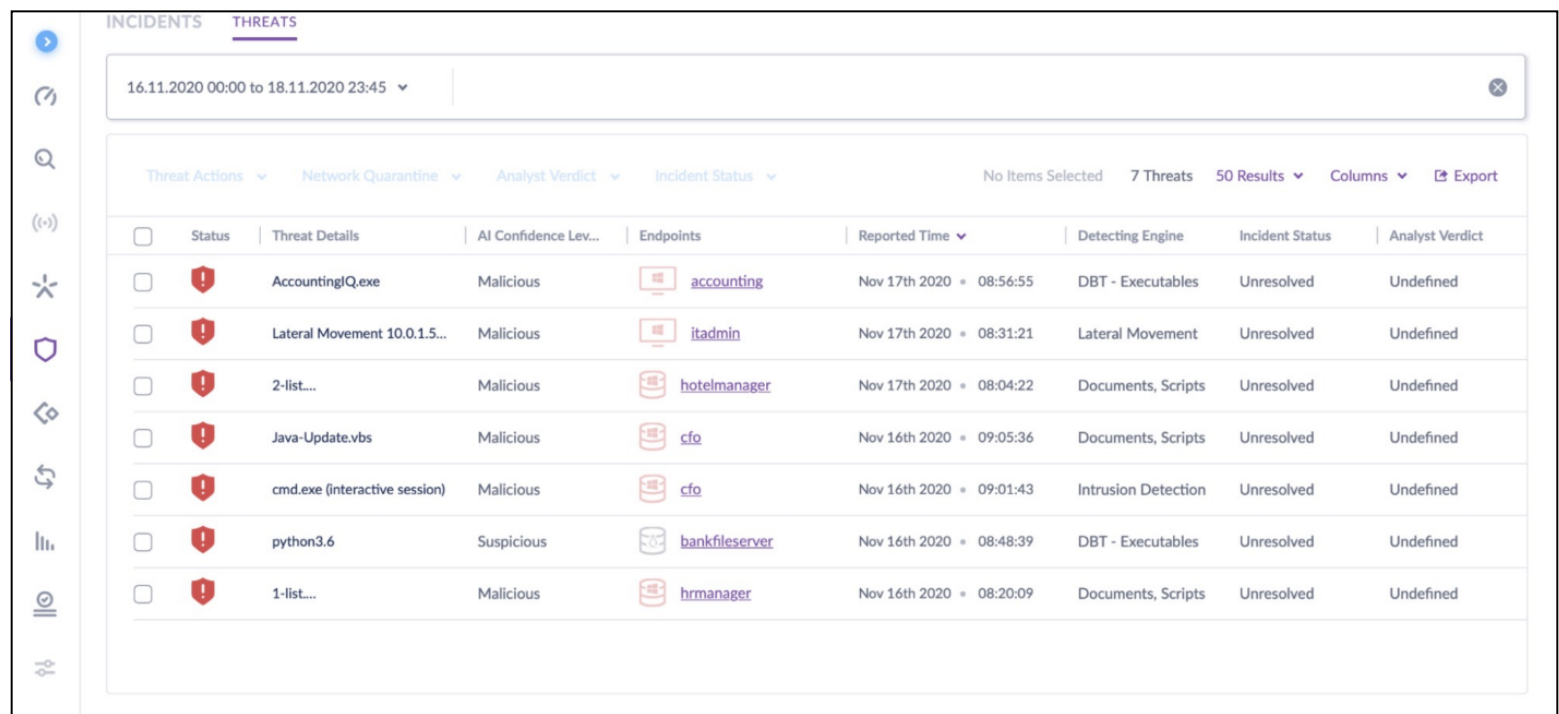 INCIDENTS THREATS
16.11.2020 00:00 to 18.11.2020 23:45
Threat Actions Network Quarantine Analyst Verdict Incident Status No Items Selected 7 Threats 50 Results Columns Export
Status Threat Details AI Confidence Lev... Endpoints Reported Time Detecting Engine Incident Status Analyst Verdict
AccountingIQ.exe Malicious accounting Nov 17th 2020 • 08:56:55 DBT - Executables Unresolved Undefined
Lateral Movement 10.0.1.5... Malicious itadmin Nov 17th 2020 • 08:31:21 Lateral Movement Unresolved Undefined
2-list.... Malicious hotelmanager Nov 17th 2020 • 08:04:22 Documents, Scripts Unresolved Undefined
Java-Update.vbs Malicious cfo Nov 16th 2020 • 09:05:36 Documents, Scripts Unresolved Undefined
cmd.exe (interactive session) Malicious cfo Nov 16th 2020 • 09:01:43 Intrusion Detection Unresolved Undefined
python3.6 Suspicious bankfileserver Nov 16th 2020 • 08:48:39 DBT - Executables Unresolved Undefined
1-list.... Malicious hrmanager Nov 16th 2020 • 08:20:09 Documents, Scripts Unresolved Undefined